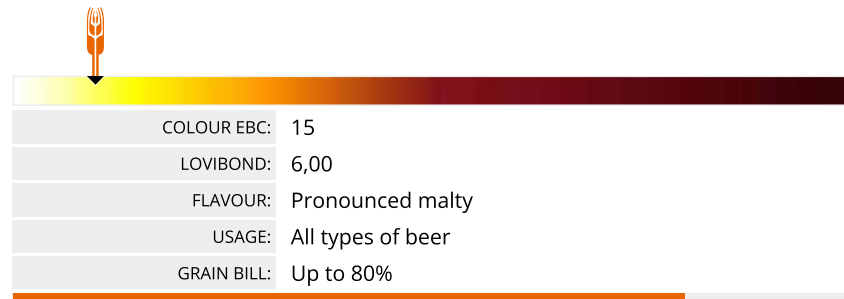 COLOUR EBC: 15
LOVIBOND: 6,00
FLAVOUR: Pronounced malty
USAGE: All types of beer
GRAIN BILL: Up to 80%